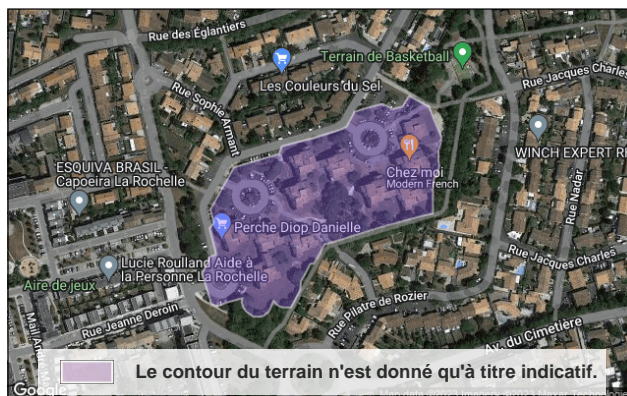 Rue des Églantiers
Terrain de Basketball
Rue Jacques Charles
Les Couleurs du Sel
Rue Sophie Armant
ESQUIVA BRASIL -
Capoeira La Rochelle
Chez moi
Modern French
WINCH EXPERT
Rue Nadar
Perche Diop Danielle
Rue Jacques Charles
Lucie Roulland Aide à
la Personne La Rochelle
Aire de jeux
Rue Pilatre de Rozier
Rue Jeanne Deroin
Av. du Cimetière
Mail
Le contour du terrain n'est donné qu'à titre indicatif.
Google